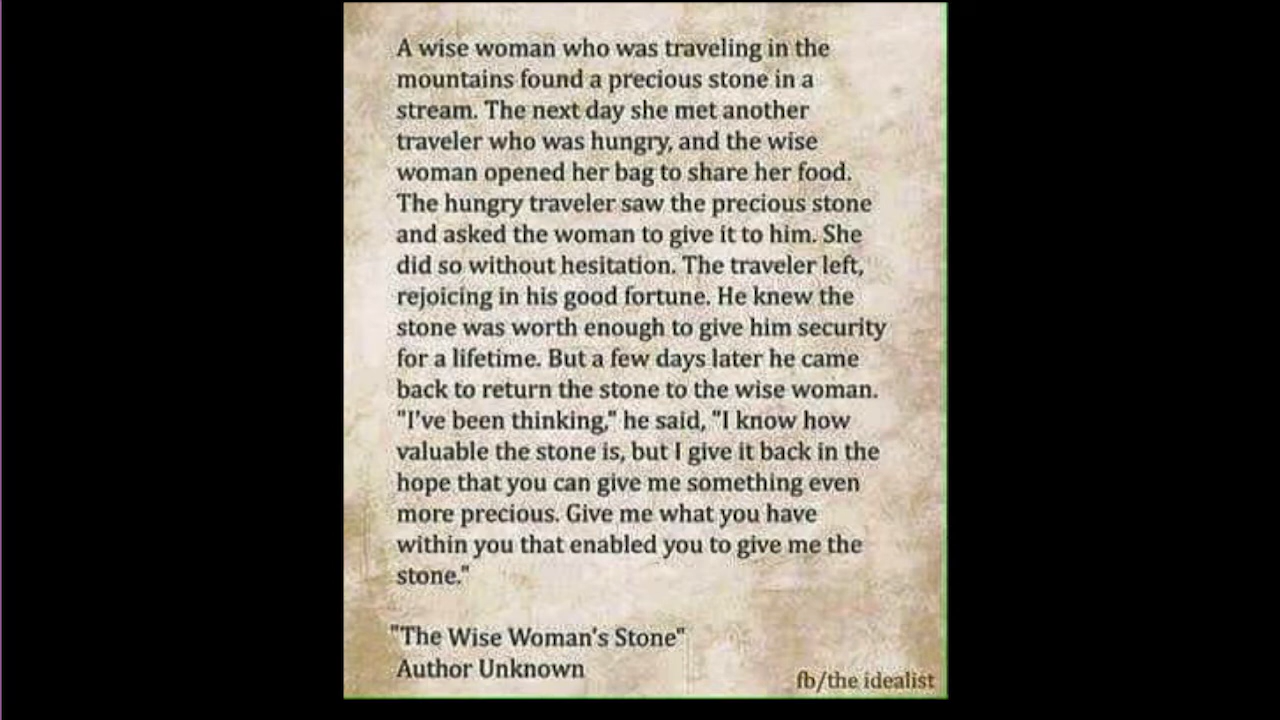 A wise woman who was traveling in the
mountains found a precious stone in a
stream. The next day she met another
traveler who was hungry, and the wise
woman opened her bag to share her food.
The hungry traveler saw the precious stone
and asked the woman to give it to him. She
did so without hesitation. The traveler left,
rejoicing in his good fortune. He knew the
stone was worth enough to give him security
for a lifetime. But a few days later he came
back to return the stone to the wise woman.
"I've been thinking," he said, "I know how
valuable the stone is, but I give it back in the
hope that you can give me something even
more precious. Give me what you have
within you that enabled you to give me the
stone."
"The Wise Woman's Stone"
Author Unknown
fb/the idealist